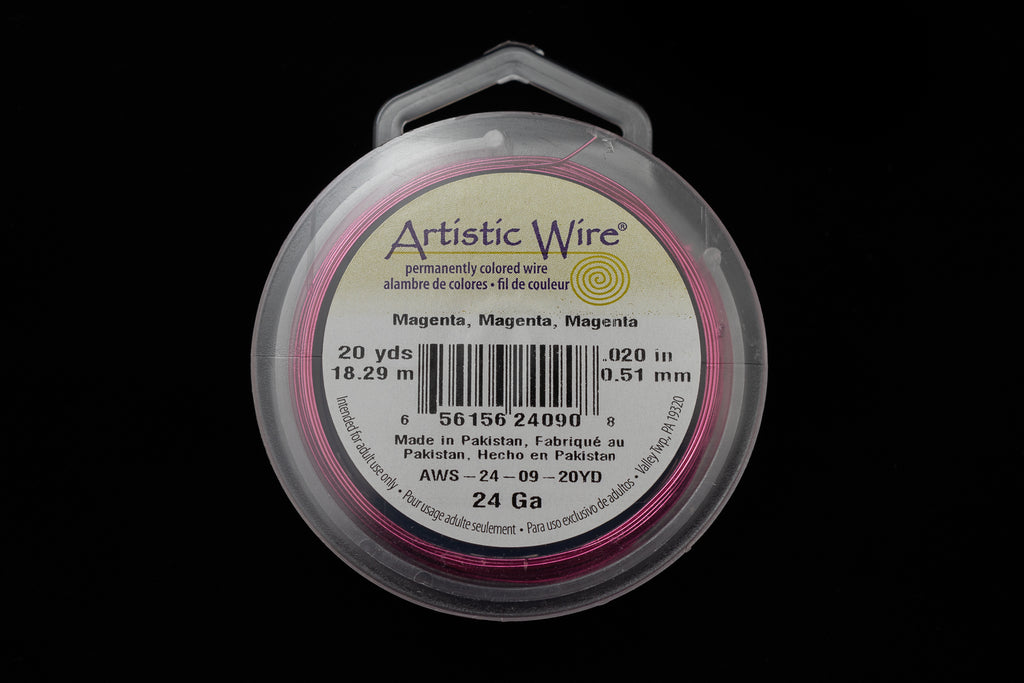 Artistic Wire®
permanently colored wire
alambre de colores • fil de couleur
Magenta, Magenta, Magenta
20 yds
18.29 m
.020 in
0.51 mm
6 56156 24090 8
Made in Pakistan, Fabriqué au
Pakistan, Hecho en Pakistan
AWS – 24 – 09 – 20YD
24 Ga
Intended for adult use only • Pour usage adulte seulement • Para uso exclusivo de adultos • Valley Twp., PA 19320